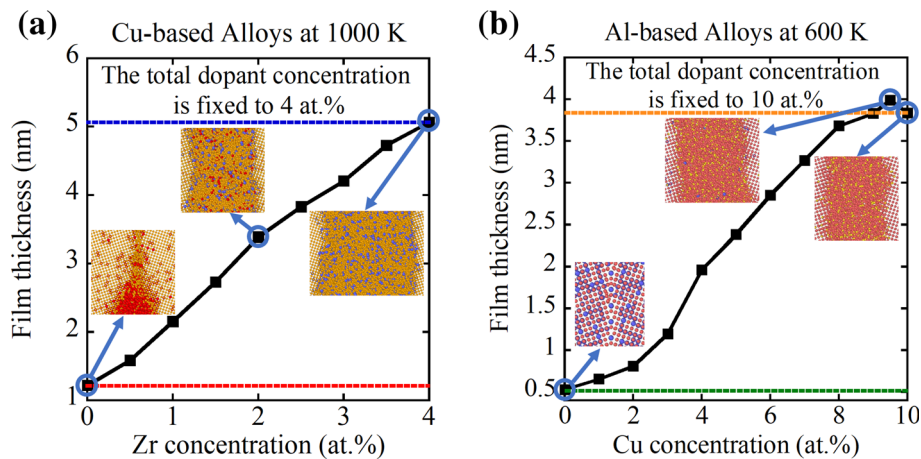 (a) Cu-based Alloys at 1000 K
The total dopant concentration
is fixed to 4 at.%
Film thickness (nm)
6
5
4
3
2
1
0 1 2 3 4
Zr concentration (at.%)
(b) Al-based Alloys at 600 K
The total dopant concentration
is fixed to 10 at.%
Film thickness (nm)
4.5
4
3.5
3
2.5
2
1.5
1
0.5
0 2 4 6 8 10
Cu concentration (at.%)